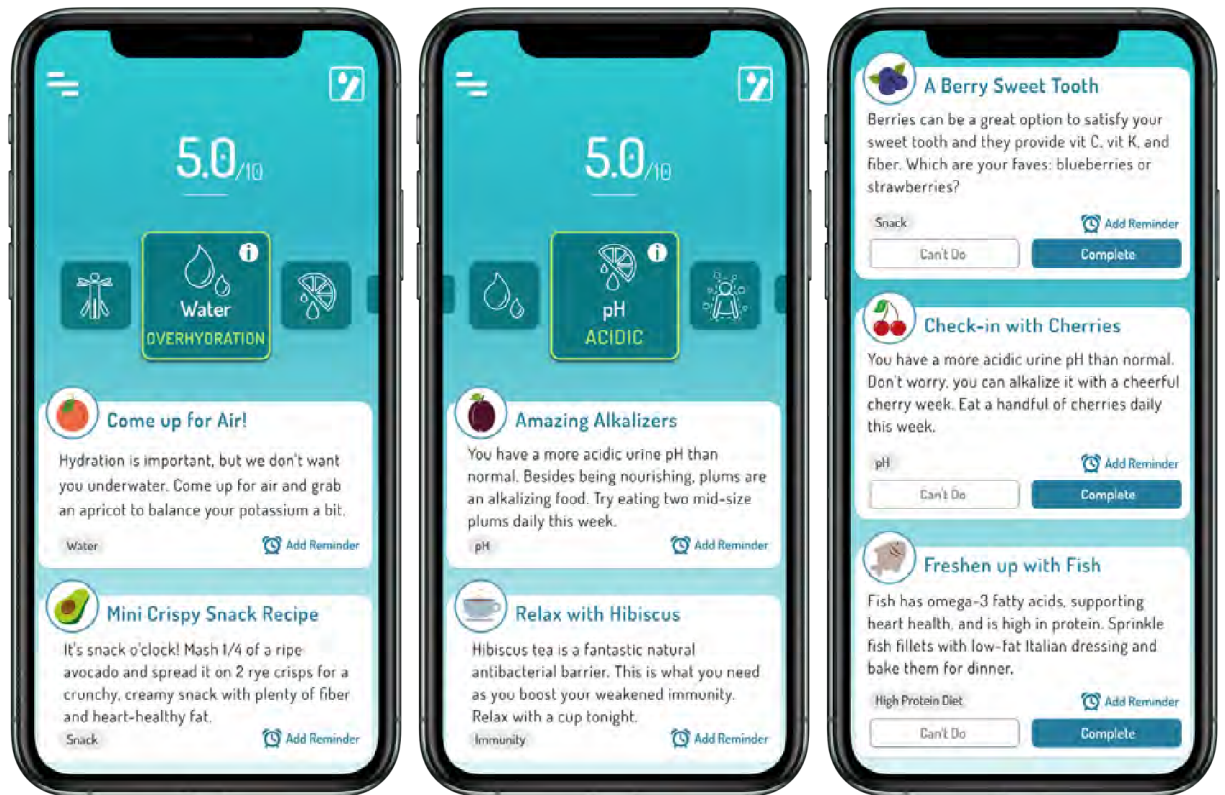 5.0/10
Water
OVERHYDRATION
Come up for Air!
Hydration is important, but we don't want
you underwater. Come up for air and grab
an apricot to balance your potassium a bit.
Water
Add Reminder
Mini Crispy Snack Recipe
It's snack o'clock! Mash 1/4 of a ripe
avocado and spread it on 2 rye crisps for a
crunchy, creamy snack with plenty of fiber
and heart-healthy fat.
Snack
Add Reminder
5.0/10
pH
ACIDIC
Amazing Alkalizers
You have a more acidic urine pH than
normal. Besides being nourishing, plums are
an alkalizing food. Try eating two mid-size
plums daily this week.
pH
Add Reminder
Relax with Hibiscus
Hibiscus tea is a fantastic natural
antibacterial barrier. This is what you need
as you boost your weakened immunity.
Relax with a cup tonight.
Immunity
Add Reminder
A Berry Sweet Tooth
Berries can be a great option to satisfy your
sweet tooth and they provide vit C, vit K, and
fiber. Which are your faves: blueberries or
strawberries?
Snack
Add Reminder
Can't Do
Complete
Check-in with Cherries
You have a more acidic urine pH than normal.
Don't worry, you can alkalize it with a cheerful
cherry week. Eat a handful of cherries daily
this week.
pH
Add Reminder
Can't Do
Complete
Freshen up with Fish
Fish has omega-3 fatty acids, supporting
heart health, and is high in protein. Sprinkle
fish fillets with low-fat Italian dressing and
bake them for dinner.
High Protein Diet
Add Reminder
Can't Do
Complete